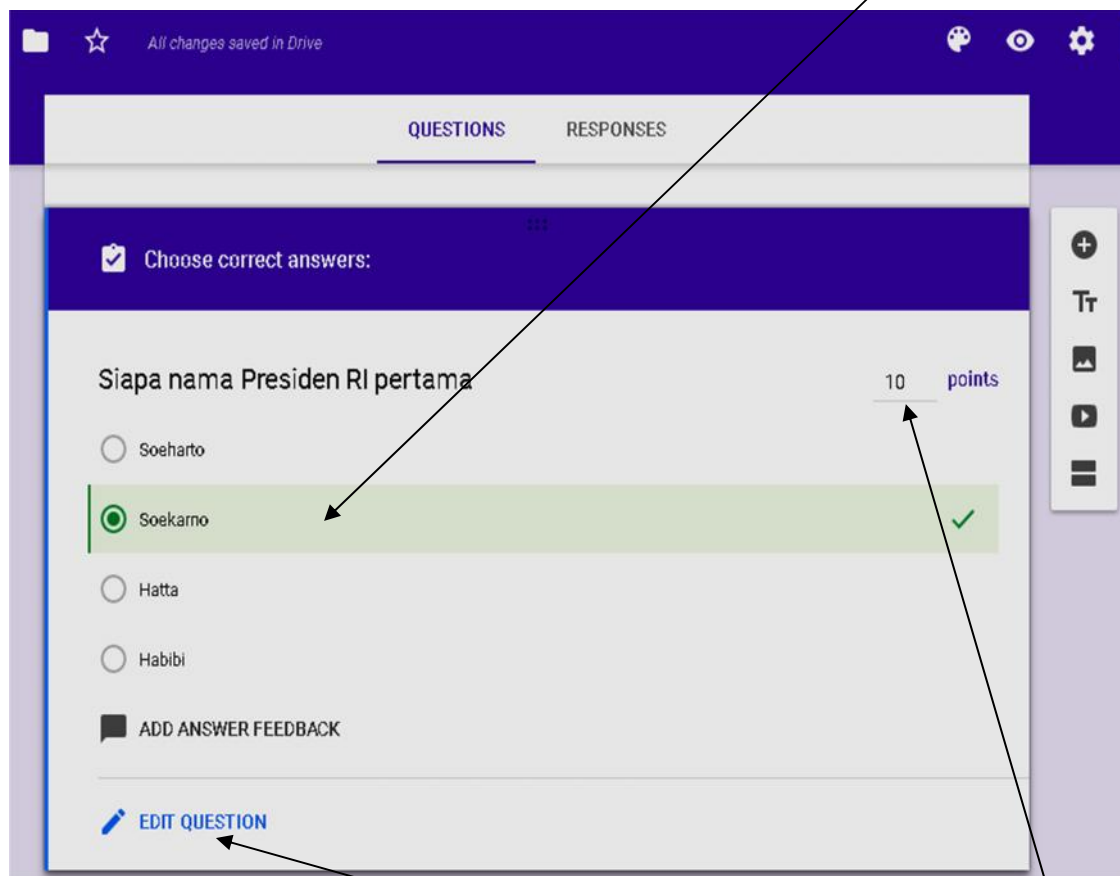 All changes saved in Drive
QUESTIONS RESPONSES
Choose correct answers:
Tт
Siapa nama Presiden RI pertama 10 points
Soeharto
Soekarno
Hatta
Habibi
ADD ANSWER FEEDBACK
EDIT QUESTION